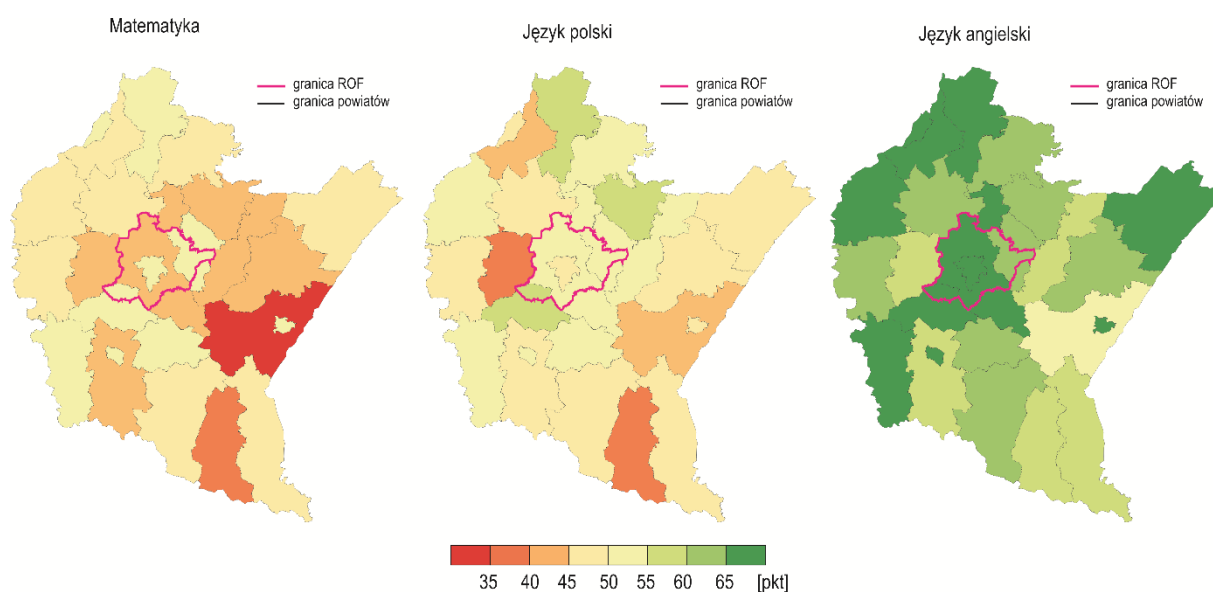 Matematyka
granica ROF
granica powiatów
Język polski
granica ROF
granica powiatów
Język angielski
granica ROF
granica powiatów
35 40 45 50 55 60 65 [pkt]